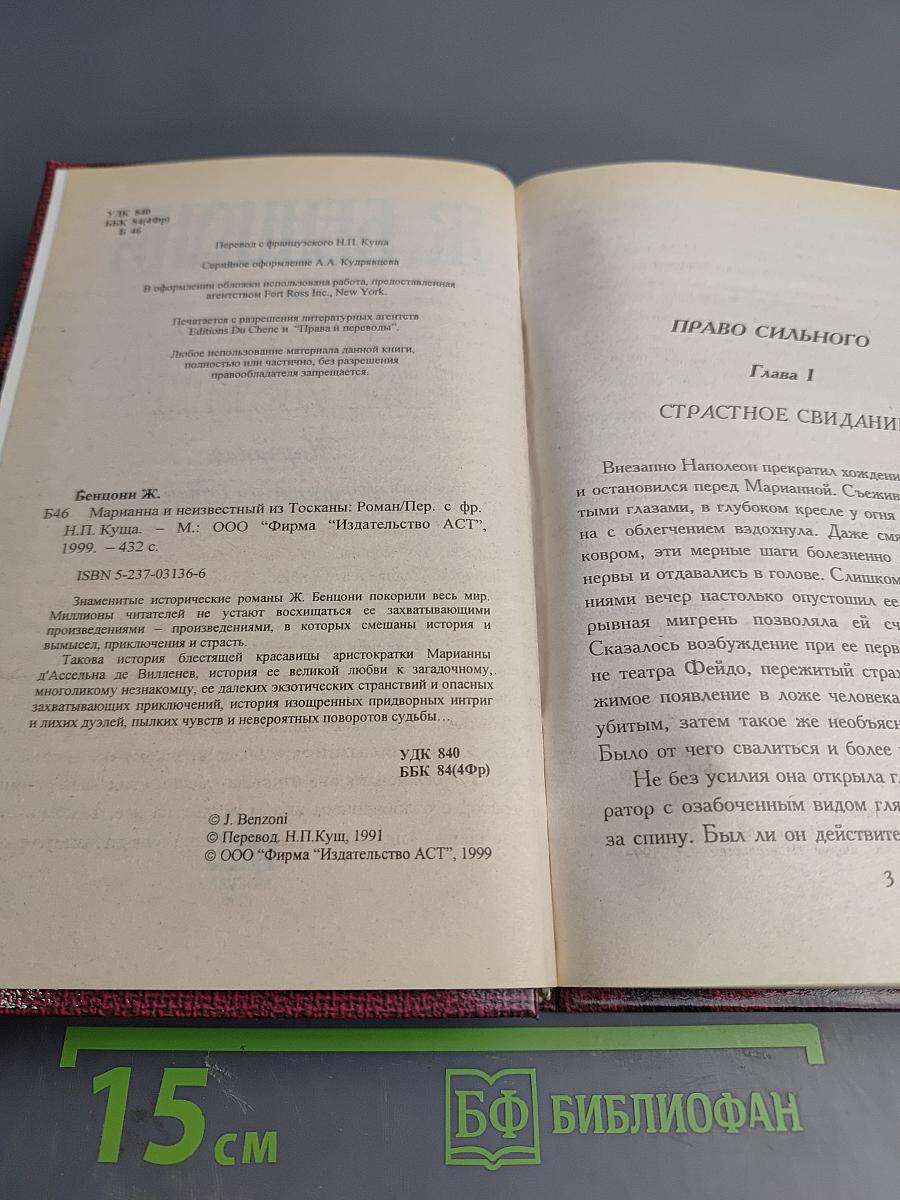 УДК 840
ББК 84(4Фр)
Б 46
Перевод с французского Н.П. Куща
Серийное оформление А.А. Кудрявцева
В оформлении обложки использована работа, предоставленная
агентством Fort Ross Inc., New York.
Печатается с разрешения литературных агентств
Editions Du Chene и "Права и переводы".
Любое использование материала данной книги,
полностью или частично, без разрешения
правообладателя запрещается.
Бенцони Ж.
Б46 Марианна и неизвестный из Тосканы: Роман/Пер. с фр.
Н.П. Куща. – М.: ООО "Фирма "Издательство АСТ",
1999. – 432 с.
ISBN 5-237-03136-6
Знаменитые исторические романы Ж. Бенцони покорили весь мир.
Миллионы читателей не устают восхищаться ее захватывающими
произведениями – произведениями, в которых смешаны история и
вымысел, приключения и страсть.
Такова история блестящей красавицы аристократки Марианны
д'Ассельна де Вилленев, история ее великой любви к загадочному,
многоликому незнакомцу, ее далеких экзотических странствий и опасных
захватывающих приключений, история изощренных придворных интриг
и лихих дуэлей, пылких чувств и невероятных поворотов судьбы...
УДК 840
ББК 84(4Фр)
© J. Benzoni
© Перевод. Н.П.Кущ, 1991
© ООО "Фирма "Издательство АСТ", 1999
ПРАВО СИЛЬНОГО
Глава I
СТРАСТНОЕ СВИДАНИ
Внезапно Наполеон прекратил хождени
и остановился перед Марианной. Съежив
тыми глазами, в глубоком кресле у огня
на с облегчением вздохнула. Даже смя
ковром, эти мерные шаги болезненно
нервы и отдавались в голове. Слишком
ниями вечер настолько опустошил ее
рывная мигрень позволяла ей сч
Сказалось возбуждение при ее перв
не театра Фейдо, пережитый страх
жимое появление в ложе человека
убитым, затем такое же необъясн
Было от чего свалиться и более
Не без усилия она открыла гл
ратор с озабоченным видом гля
за спину. Был ли он действите
3
15 см
БФ БИБЛИОФАН